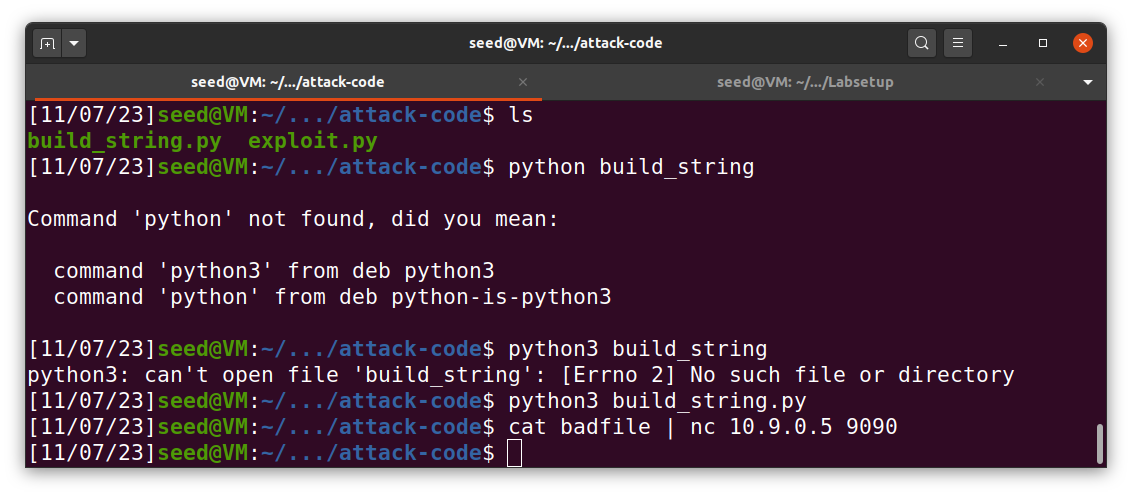 seed@VM: ~/.../attack-code
seed@VM: ~/.../attack-code
seed@VM: ~/.../Labsetup
[11/07/23]seed@VM:~/.../attack-code$ ls
build_string.py  exploit.py
[11/07/23]seed@VM:~/.../attack-code$ python build_string
Command 'python' not found, did you mean:
  command 'python3' from deb python3
  command 'python' from deb python-is-python3
[11/07/23]seed@VM:~/.../attack-code$ python3 build_string
python3: can't open file 'build_string': [Errno 2] No such file or directory
[11/07/23]seed@VM:~/.../attack-code$ python3 build_string.py
[11/07/23]seed@VM:~/.../attack-code$ cat badfile | nc 10.9.0.5 9090
[11/07/23]seed@VM:~/.../attack-code$